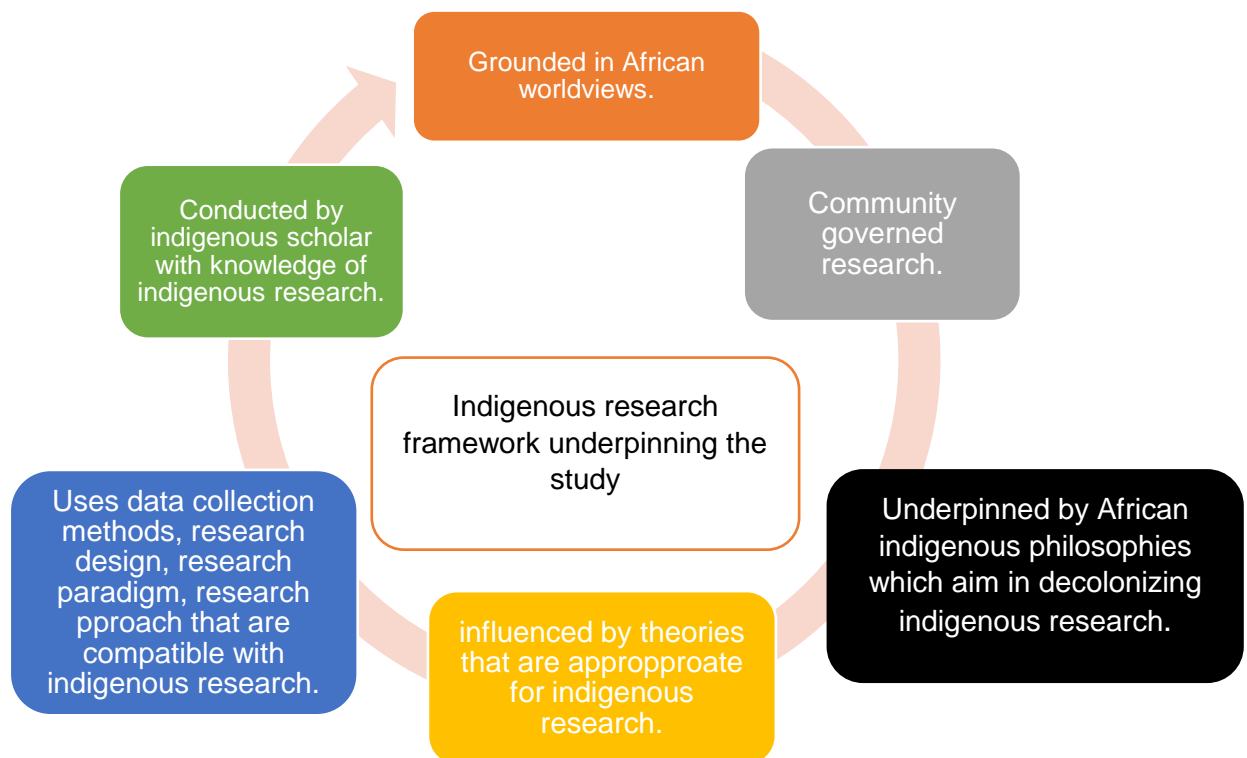 Grounded in African
worldviews.
Community
governed
research.
Underpinned by African
indigenous philosophies
which aim in decolonizing
indigenous research.
influenced by theories
that are appropproate
for indigenous
research.
Uses data collection
methods, research
design, research
paradigm, research
pproach that are
compatible with
indigenous research.
Conducted by
indigenous scholar
with knowledge of
indigenous research.
Indigenous research
framework underpinning the
study